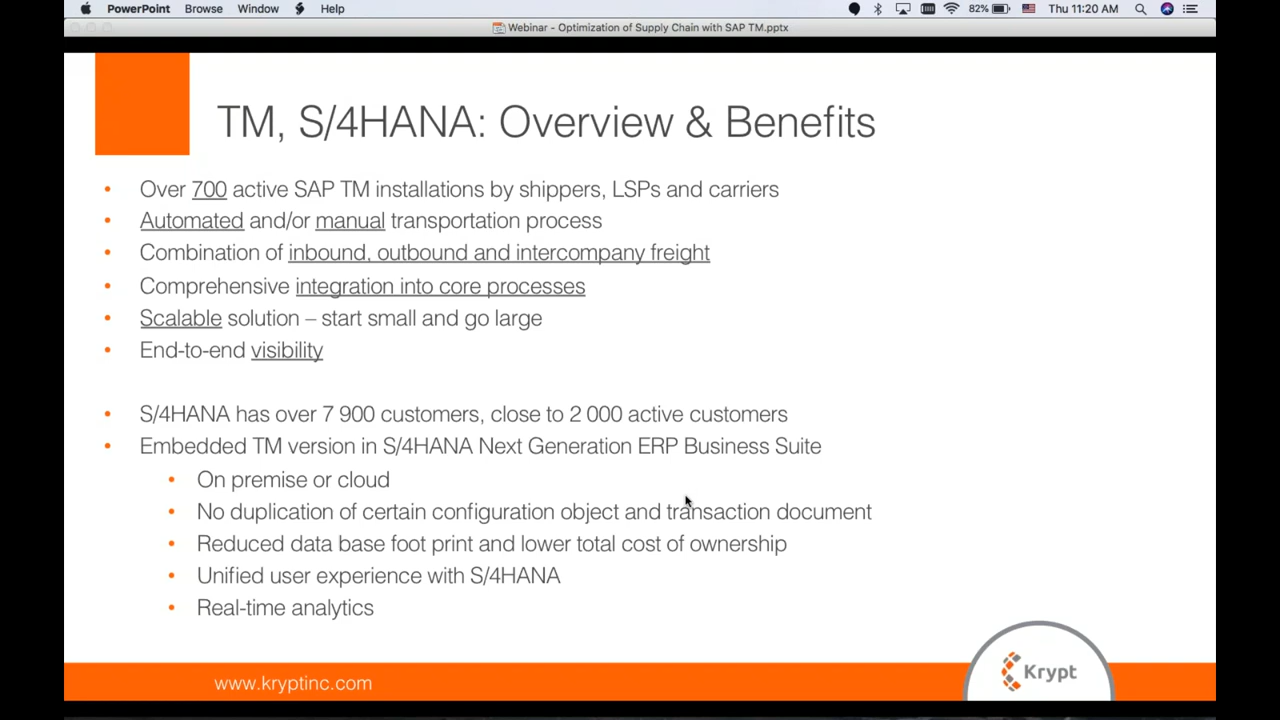 PowerPoint Browse Window Help 82% Thu 11:20 AM
Webinar - Optimization of Supply Chain with SAP TM.pptx
TM, S/4HANA: Overview & Benefits
• Over 700 active SAP TM installations by shippers, LSPs and carriers
• Automated and/or manual transportation process
• Combination of inbound, outbound and intercompany freight
• Comprehensive integration into core processes
• Scalable solution – start small and go large
• End-to-end visibility
• S/4HANA has over 7 900 customers, close to 2 000 active customers
• Embedded TM version in S/4HANA Next Generation ERP Business Suite
• On premise or cloud
• No duplication of certain configuration object and transaction document
• Reduced data base foot print and lower total cost of ownership
• Unified user experience with S/4HANA
• Real-time analytics
www.kryptinc.com
Krypt